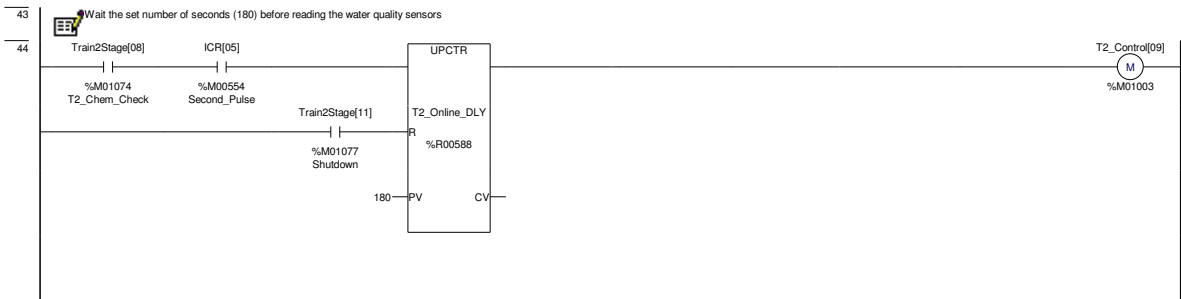 43
Wait the set number of seconds (180) before reading the water quality sensors
44
Train2Stage[08] ICR[05] UPCTR T2_Control[09]
M
%M01074 %M00554 %M01003
T2_Chem_Check Second_Pulse
Train2Stage[11] T2_Online_DLY
R
%M01077 %R00588
Shutdown
180 PV CV